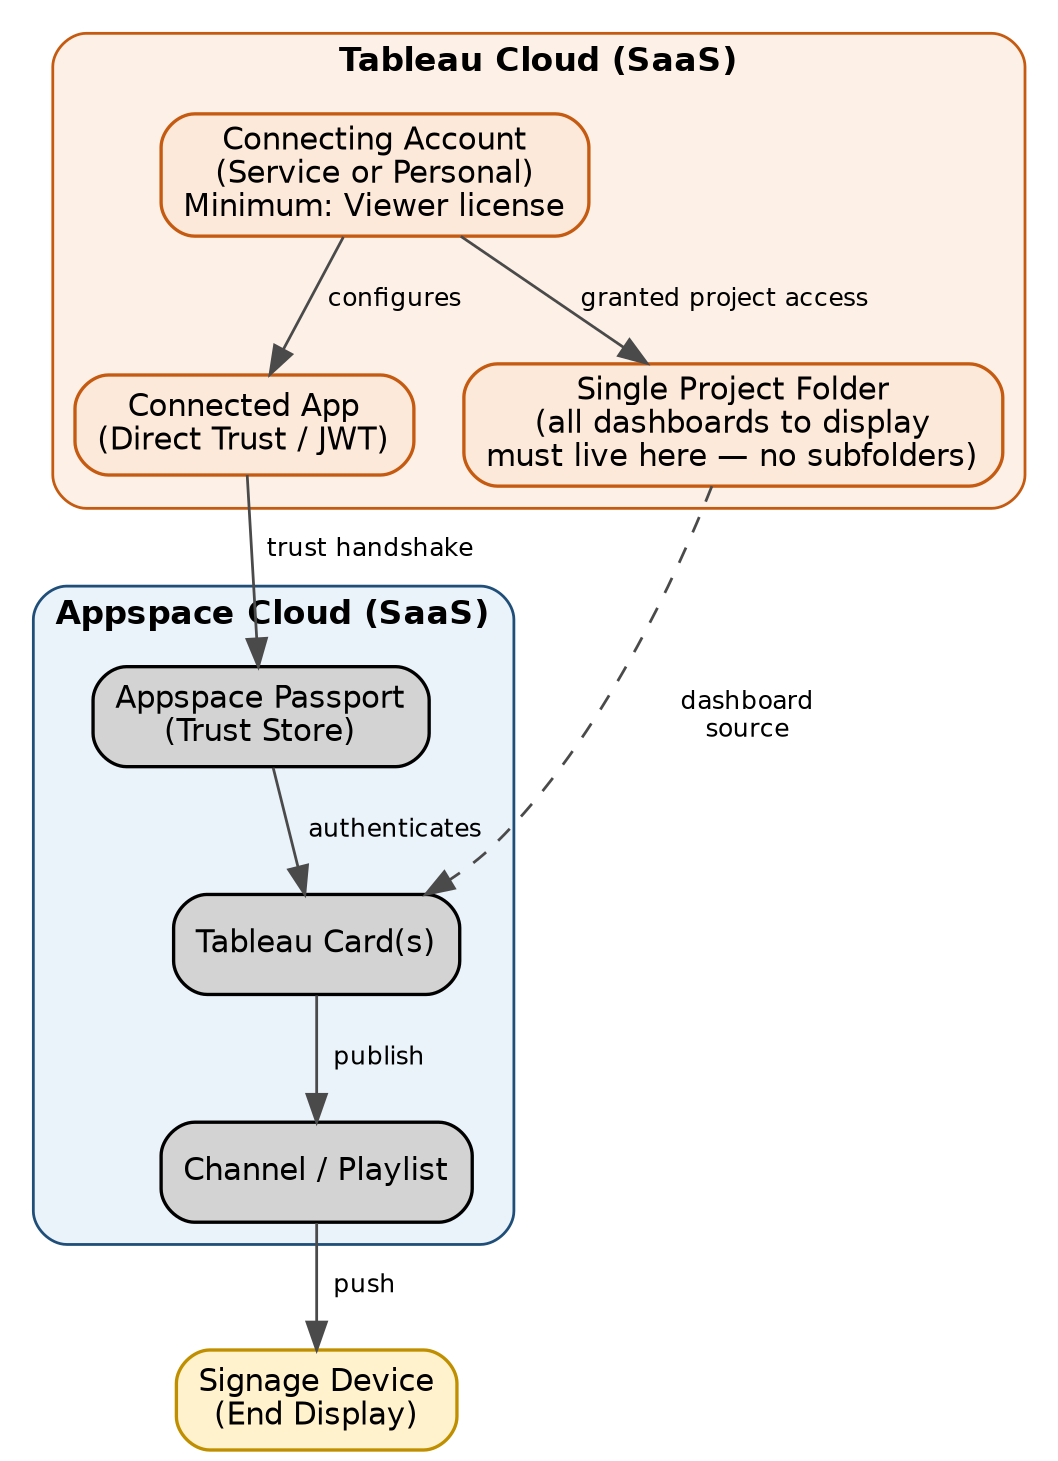 Tableau Cloud (SaaS)
Connecting Account
(Service or Personal)
Minimum: Viewer license
configures
granted project access
Connected App
(Direct Trust / JWT)
Single Project Folder
(all dashboards to display
must live here — no subfolders)
trust handshake
Appspace Cloud (SaaS)
Appspace Passport
(Trust Store)
dashboard
source
authenticates
Tableau Card(s)
publish
Channel / Playlist
push
Signage Device
(End Display)